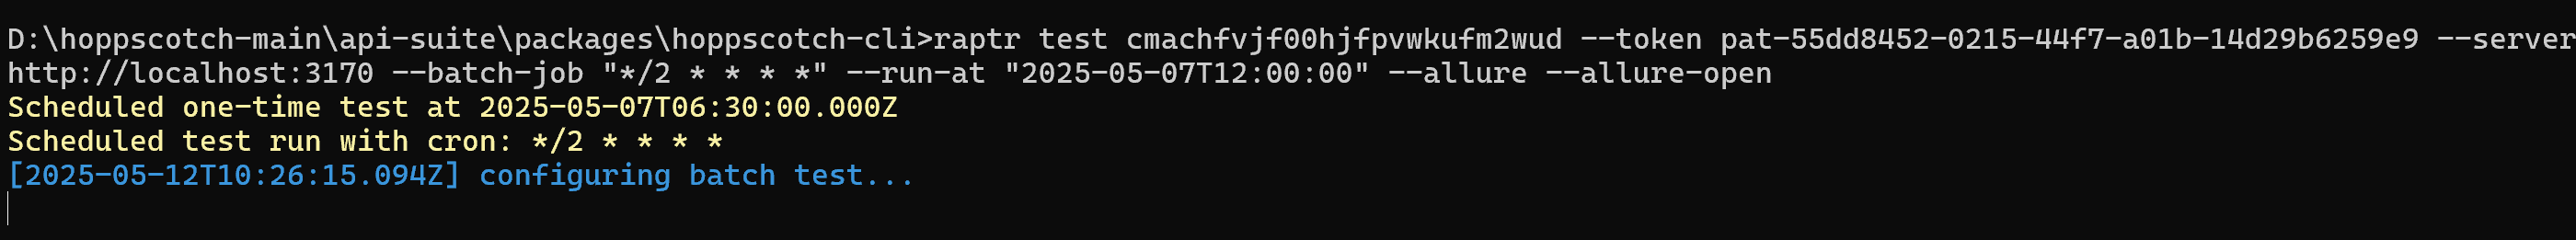 D:\hoppscotch-main\api-suite\packages\hoppscotch-cli>raptr test cmachfvjf00hjfpvwkufm2wud --token pat-55dd8452-0215-44f7-a01b-14d29b6259e9 --server
http://localhost:3170 --batch-job "*/2 * * * *" --run-at "2025-05-07T12:00:00" --allure --allure-open
Scheduled one-time test at 2025-05-07T06:30:00.000Z
Scheduled test run with cron: */2 * * * *
[2025-05-12T10:26:15.094Z] configuring batch test...